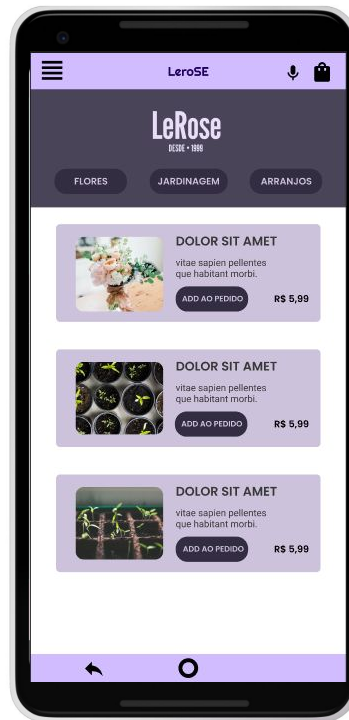 LeroSE
LeRose
DESDE • 1999
FLORES JARDINAGEM ARRANJOS
DOLOR SIT AMET
vitae sapien pellentes
que habitant morbi.
ADD AO PEDIDO R$ 5,99
DOLOR SIT AMET
vitae sapien pellentes
que habitant morbi.
ADD AO PEDIDO R$ 5,99
DOLOR SIT AMET
vitae sapien pellentes
que habitant morbi.
ADD AO PEDIDO R$ 5,99